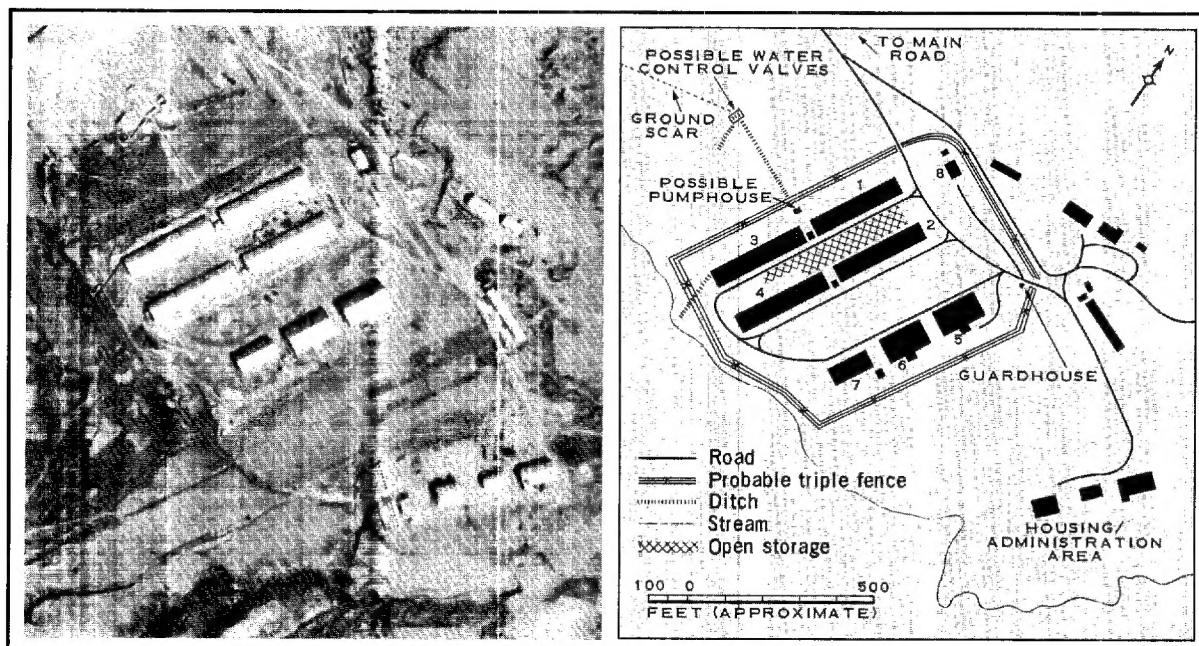 TO MAIN
ROAD
N
POSSIBLE WATER
CONTROL VALVES
GROUND
SCAR
POSSIBLE
PUMPHOUSE
8
1
3
2
4
5
6
7
GUARDHOUSE
Road
Probable triple fence
Ditch
Stream
Open storage
HOUSING/
ADMINISTRATION
AREA
100 0 500
FEET (APPROXIMATE)